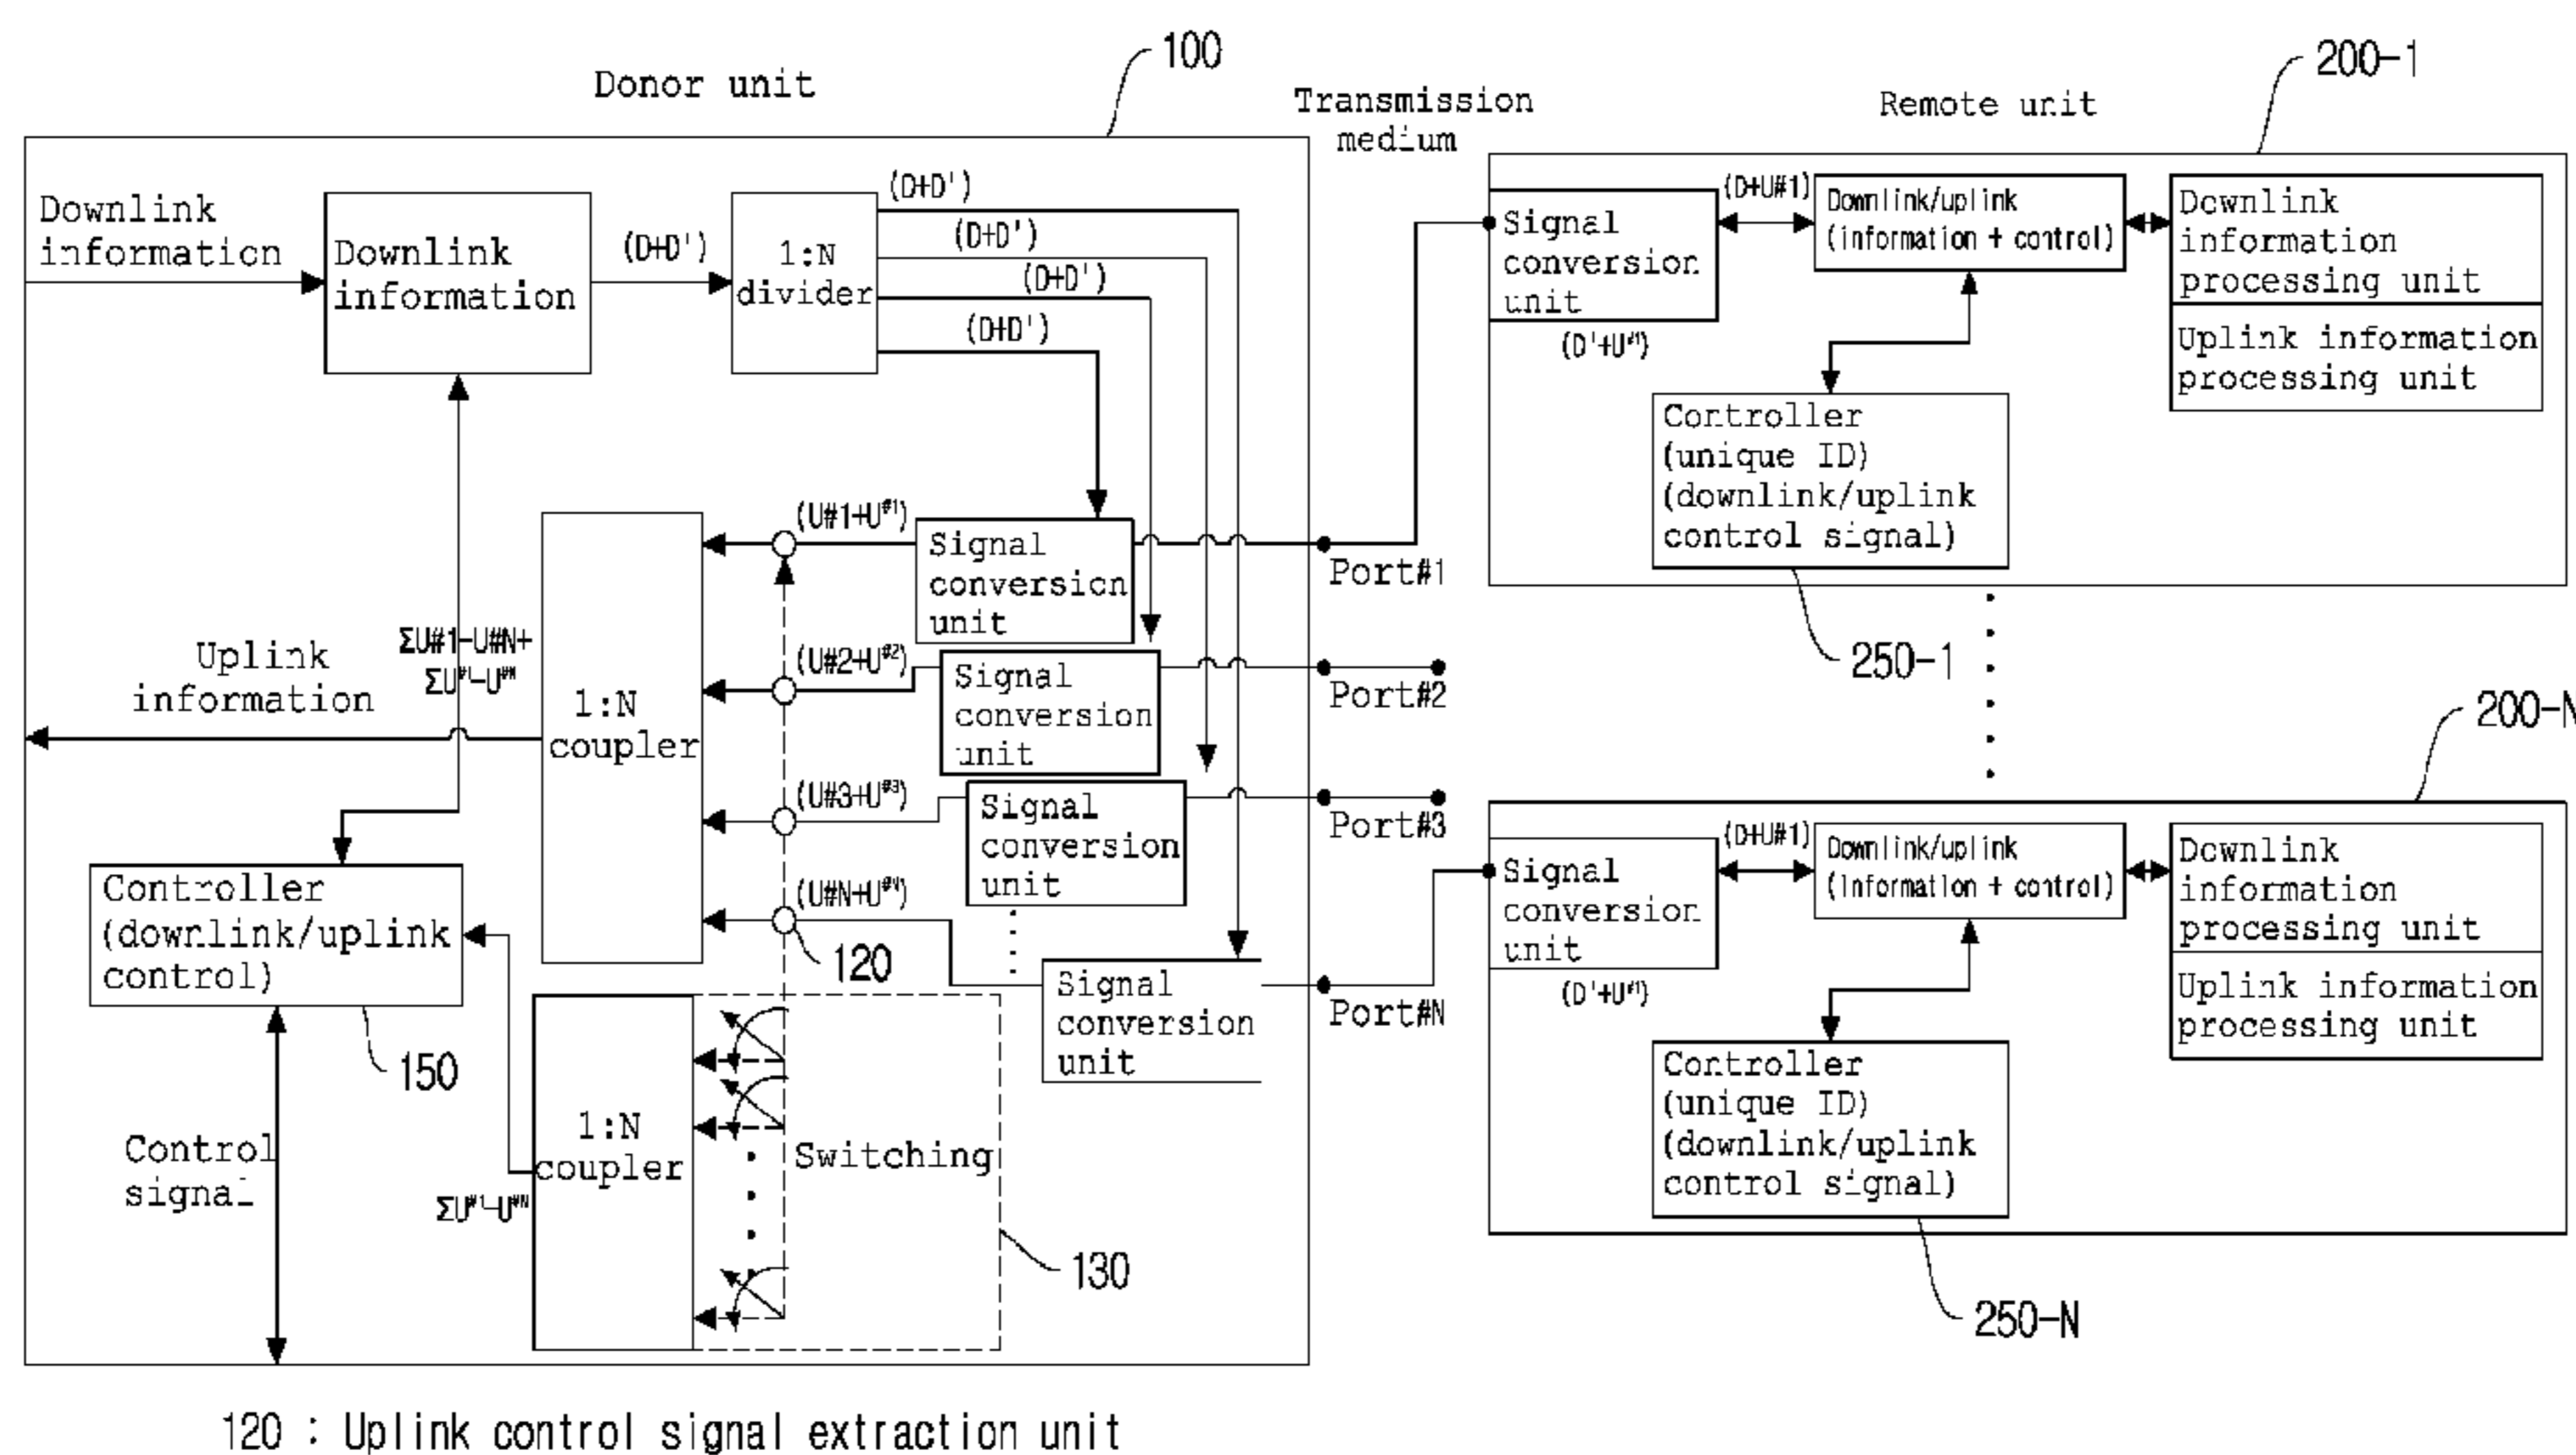 Donor unit
100
Transmission
medium
Remote unit
200-1
Downlink
information
Downlink
information
(D+D')
1:N
divider
(D+D')
(D+D')
(D+D')
(D+D')
Signal
conversion
unit
(D+U#1)
(D'+U#1)
Downlink/uplink
(information + control)
Downlink
information
processing unit
Uplink information
processing unit
Controller
(unique ID)
(downlink/uplink
control signal)
250-1
(U#1+U#1)
Signal
conversion
unit
Port#1
(U#2+U#2)
Signal
conversion
unit
Port#2
(U#3+U#3)
Signal
conversion
unit
Port#3
(U#N+U#N)
Signal
conversion
unit
Port#N
1:N
coupler
120
ΣU#1-U#N+
ΣU#1-U#N
Uplink
information
Controller
(downlink/uplink
control)
150
Control
signal
ΣU#1-U#N
1:N
coupler
Switching
130
200-N
Signal
conversion
unit
(D+U#1)
(D'+U#1)
Downlink/uplink
(information + control)
Downlink
information
processing unit
Uplink information
processing unit
Controller
(unique ID)
(downlink/uplink
control signal)
250-N
120 : Uplink control signal extraction unit